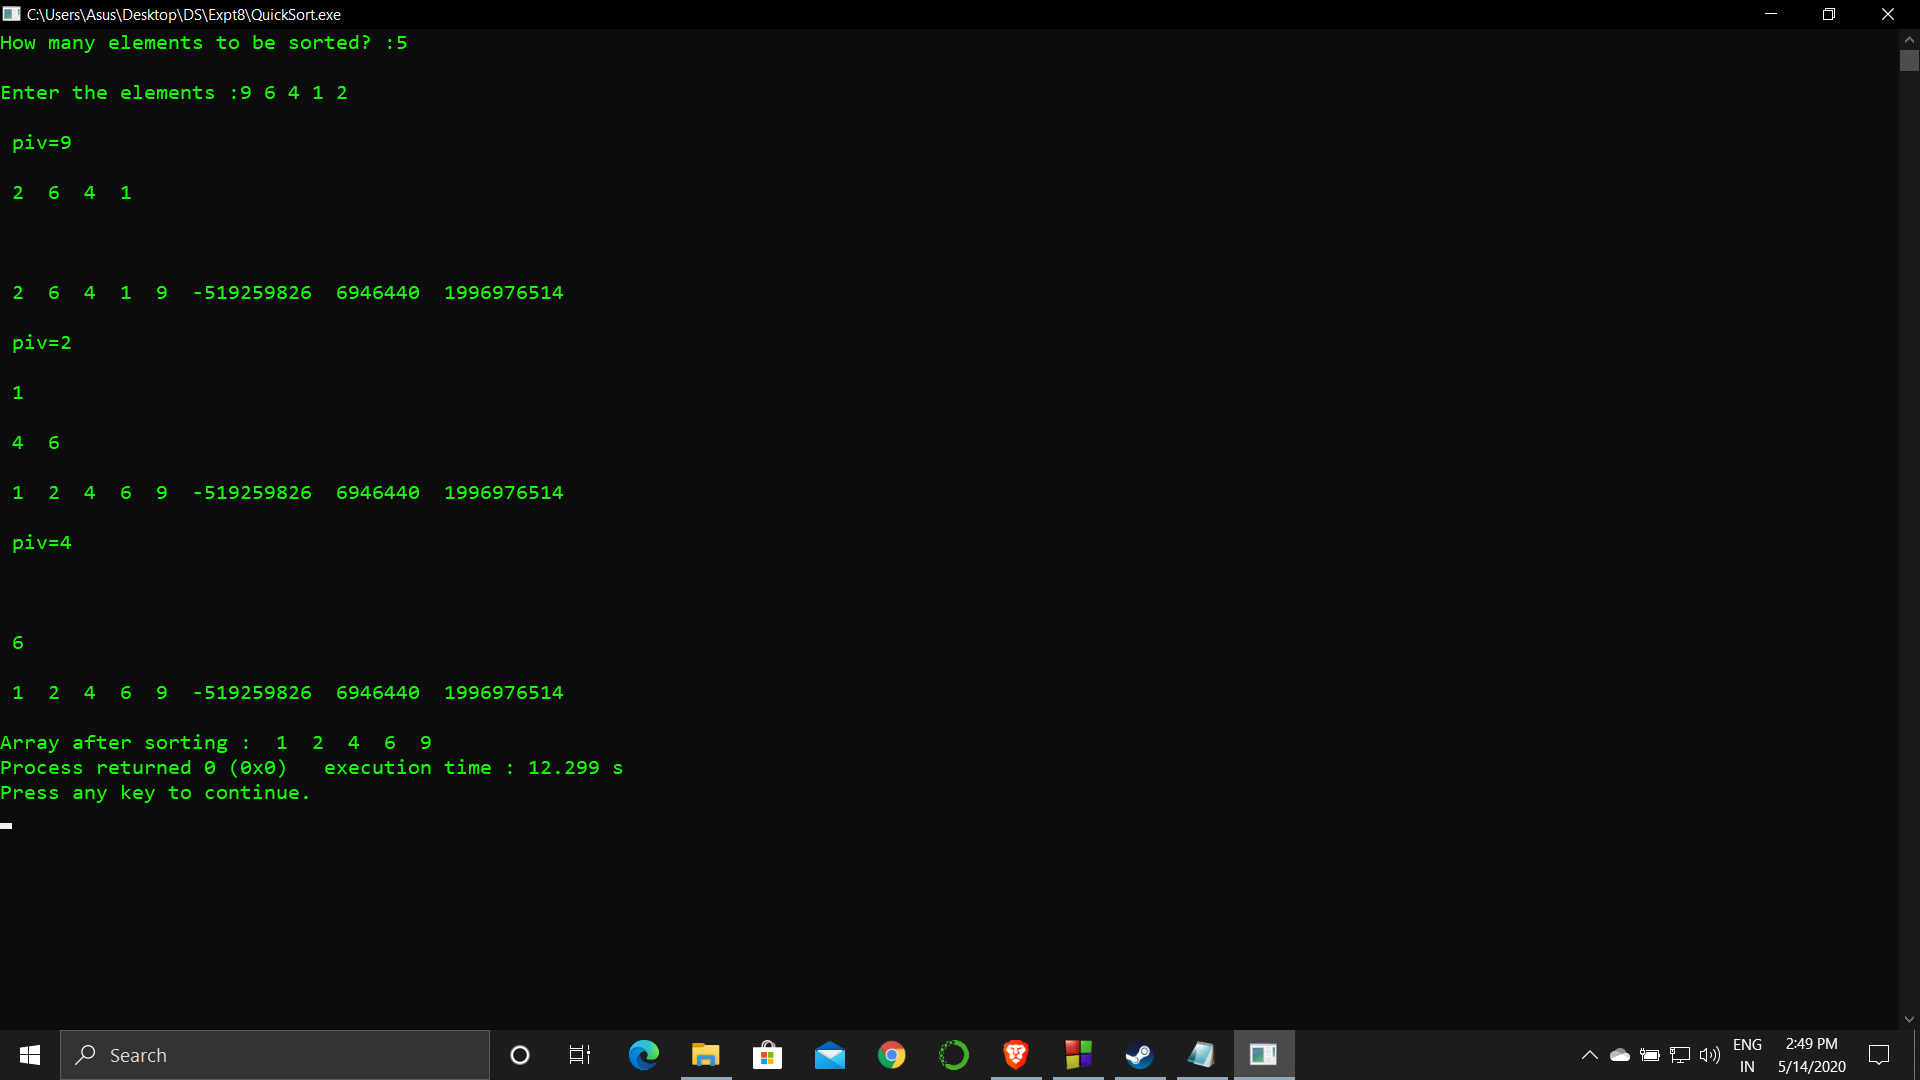 C:\Users\Asus\Desktop\DS\Expt8\QuickSort.exe
How many elements to be sorted? :5
Enter the elements :9 6 4 1 2
piv=9
2  6  4  1
2  6  4  1  9  -519259826  6946440  1996976514
piv=2
1
4  6
1  2  4  6  9  -519259826  6946440  1996976514
piv=4
6
1  2  4  6  9  -519259826  6946440  1996976514
Array after sorting :  1  2  4  6  9
Process returned 0 (0x0)   execution time : 12.299 s
Press any key to continue.
Search
ENG
IN
2:49 PM
5/14/2020